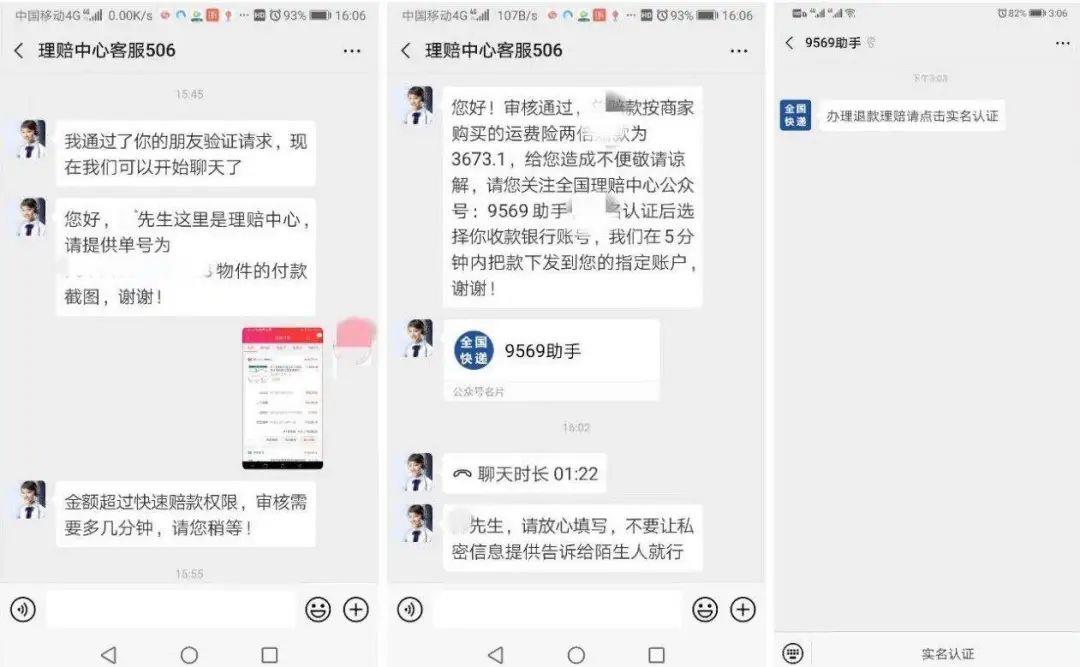 中国移动4G 0.00K/s 93% 16:06
理赔中心客服506
15:45
我通过了你的朋友验证请求，现
在我们可以开始聊天了
您好， 先生这里是理赔中心，
请提供单号为
物件的付款
截图，谢谢！
金额超过快速赔款权限，审核需
要多几分钟，请您稍等！
15:55
中国移动4G 107B/s HD 93% 16:06
理赔中心客服506
您好！审核通过， 赔款按商家
购买的运费险两倍 款为
3673.1，给您造成不便敬请谅
解，请您关注全国理赔中心公众
号：9569助手 认证后选
择你收款银行账号，我们在5分
钟内把款下发到您的指定账户，
谢谢！
全国
快递
9569助手
公众号名片
16:02
聊天时长 01:22
先生，请放心填写，不要让私
密信息提供告诉给陌生人就行
82% 3:06
9569助手
下午3:03
全国
快递
办理退款理赔请点击实名认证
实名认证